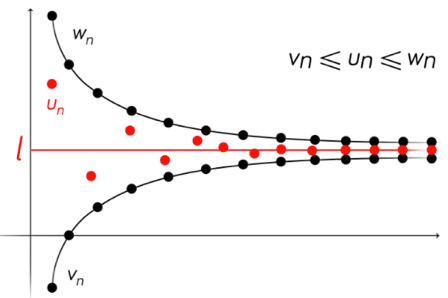 wₙ
vₙ ⩽ uₙ ⩽ wₙ
uₙ
l
vₙ